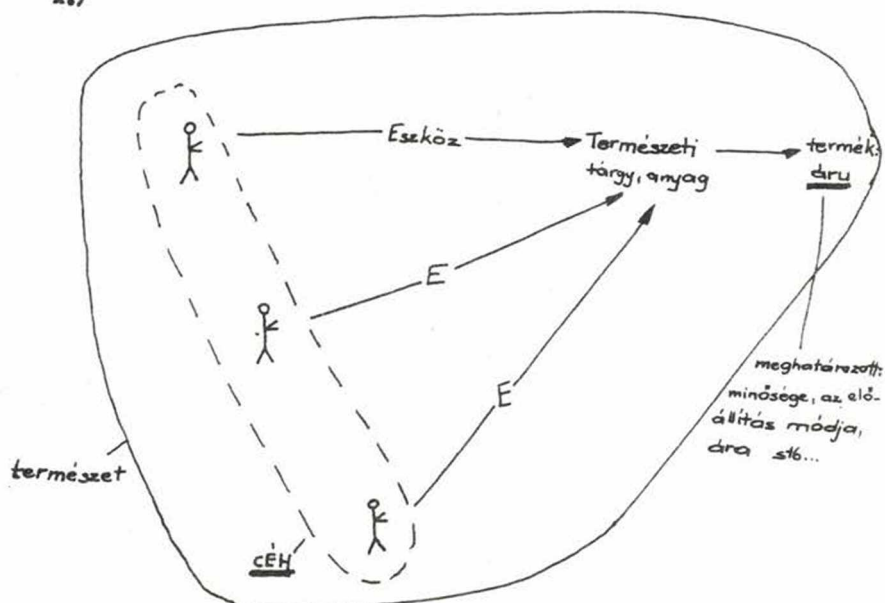 Eszköz
Természeti
tárgy, anyag
termék:
áru
E
E
meghatározott:
minősége, az elő-
állítás módja,
ára stb...
természet
CÉH